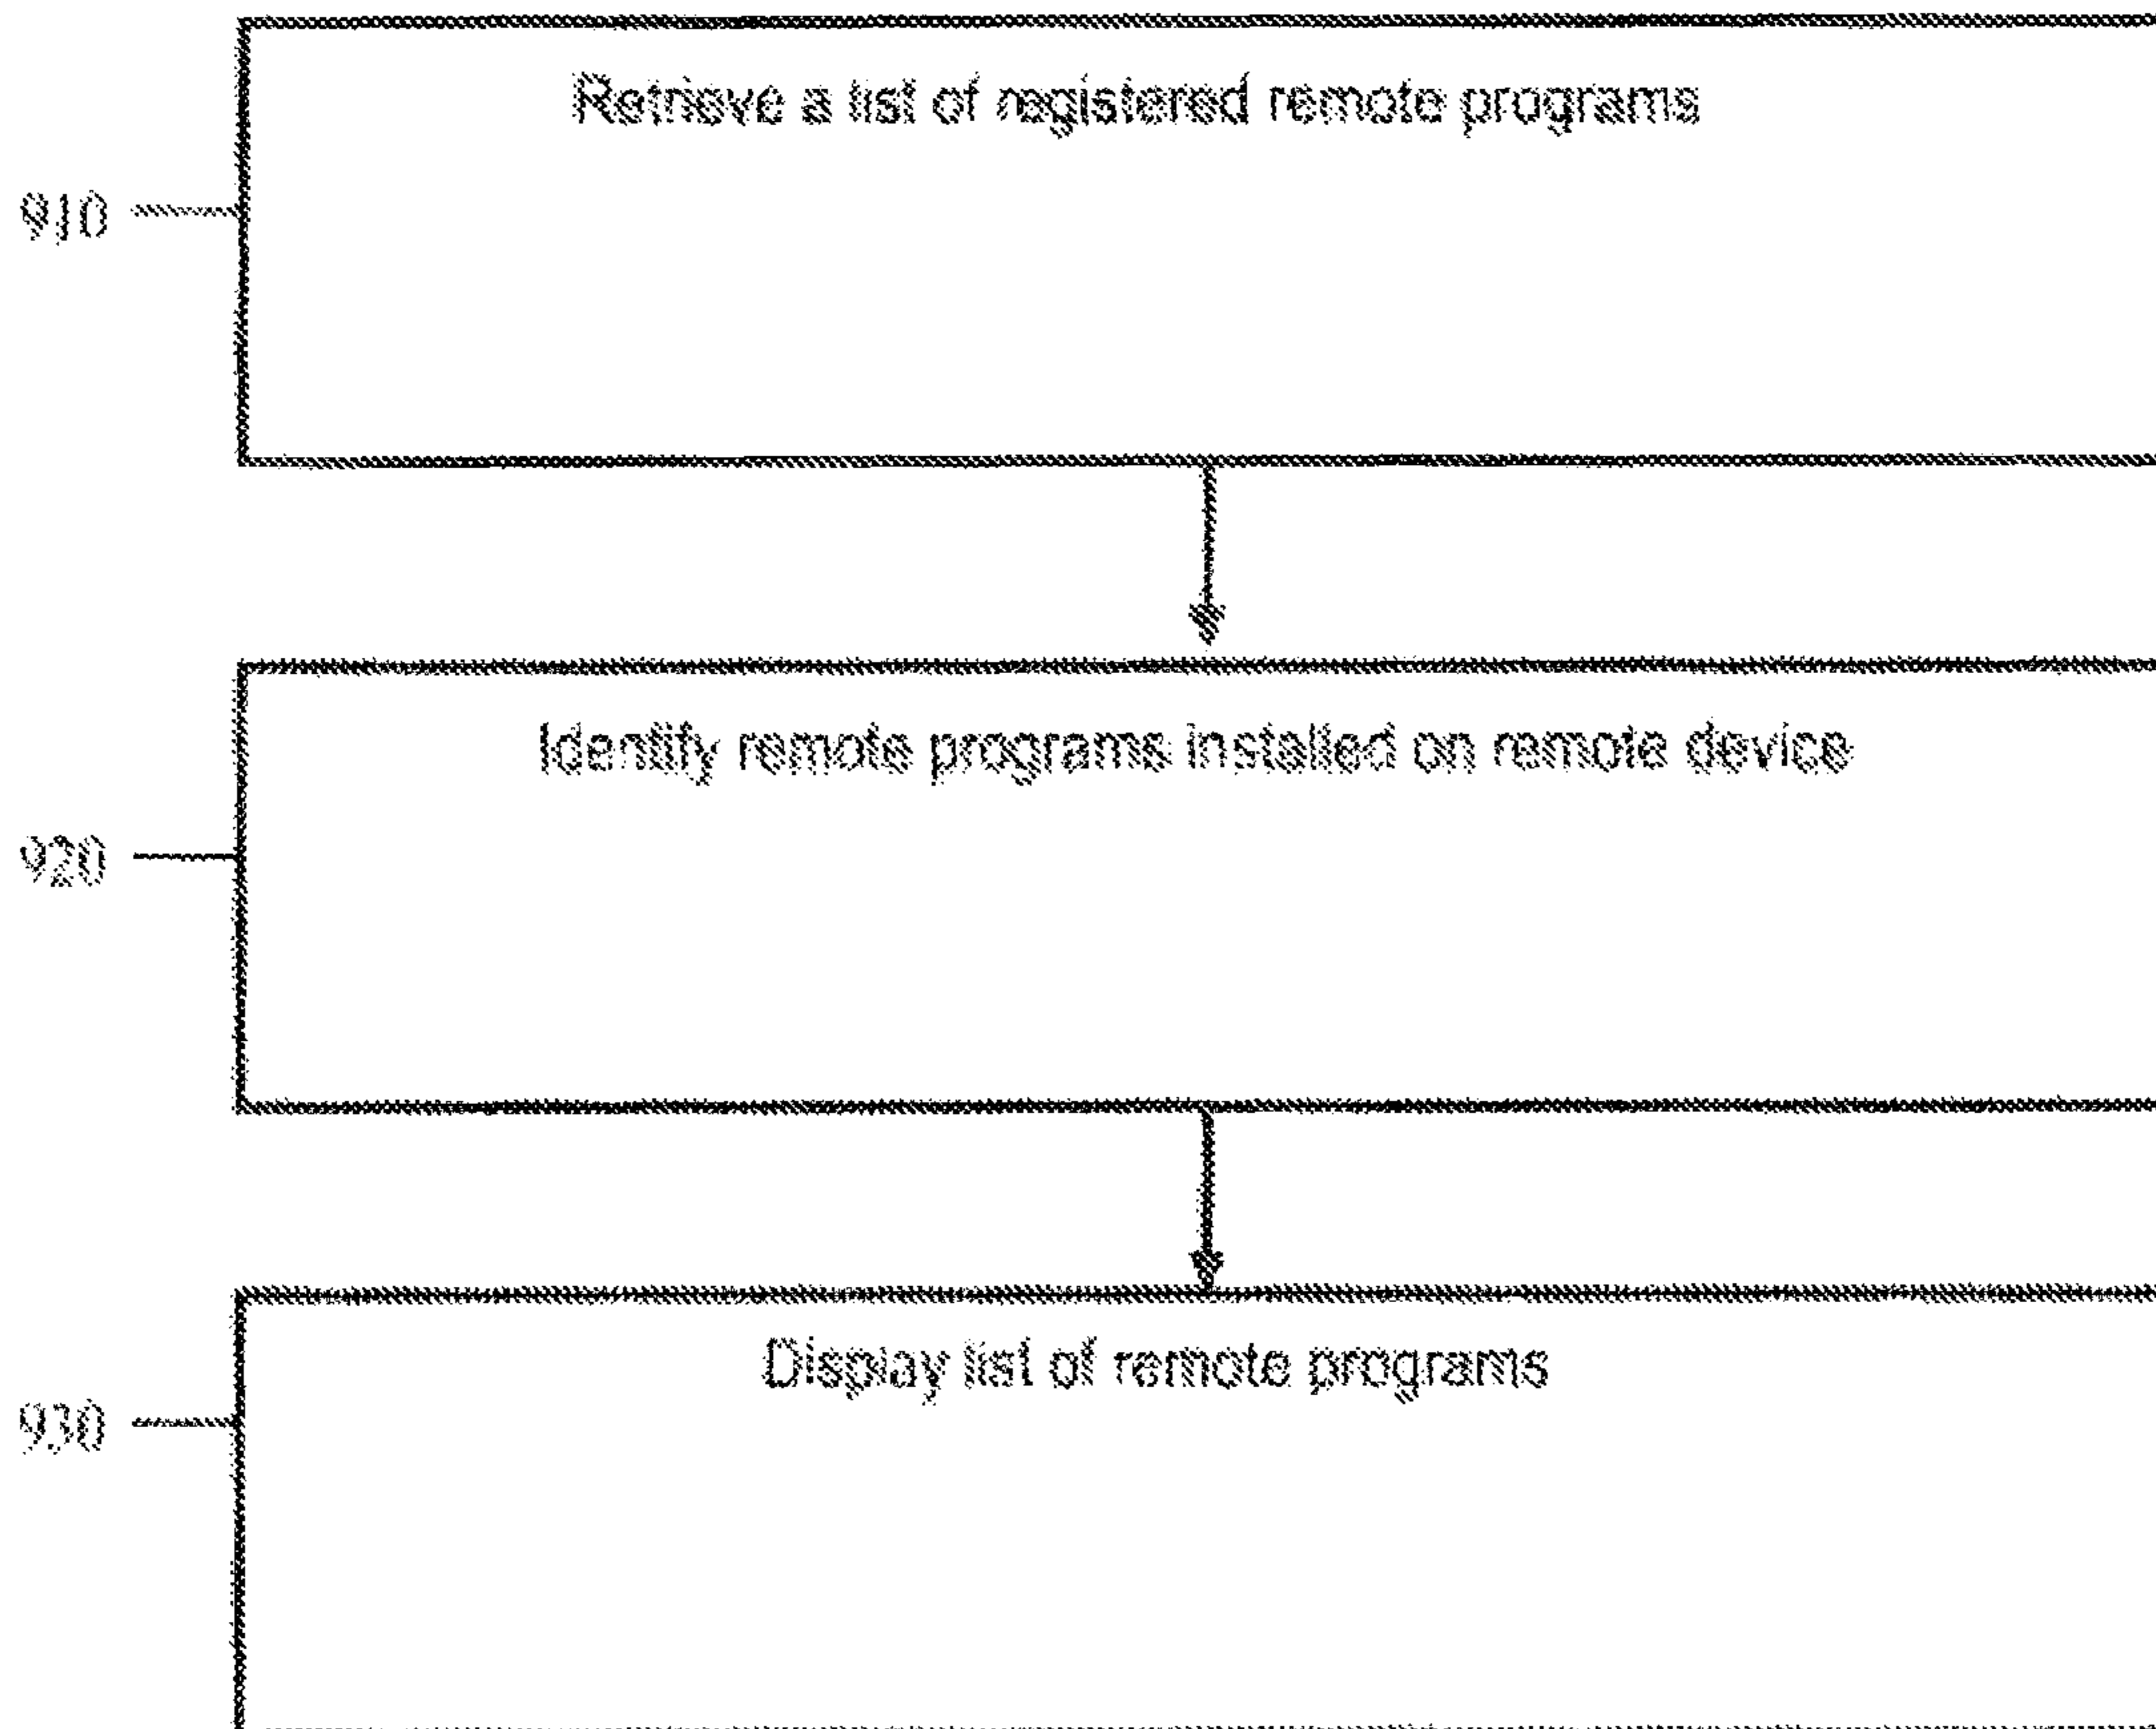 Retrieve a list of registered remote programs
910
Identify remote programs installed on remote device
920
Display list of remote programs
930